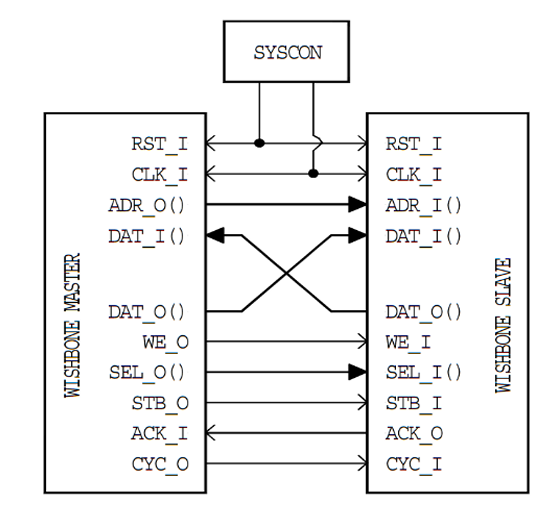 SYSCON
WISHBONE MASTER
RST_I
CLK_I
ADR_O()
DAT_I()
DAT_O()
WE_O
SEL_O()
STB_O
ACK_I
CYC_O
RST_I
CLK_I
ADR_I()
DAT_I()
DAT_O()
WE_I
SEL_I()
STB_I
ACK_O
CYC_I
WISHBONE SLAVE